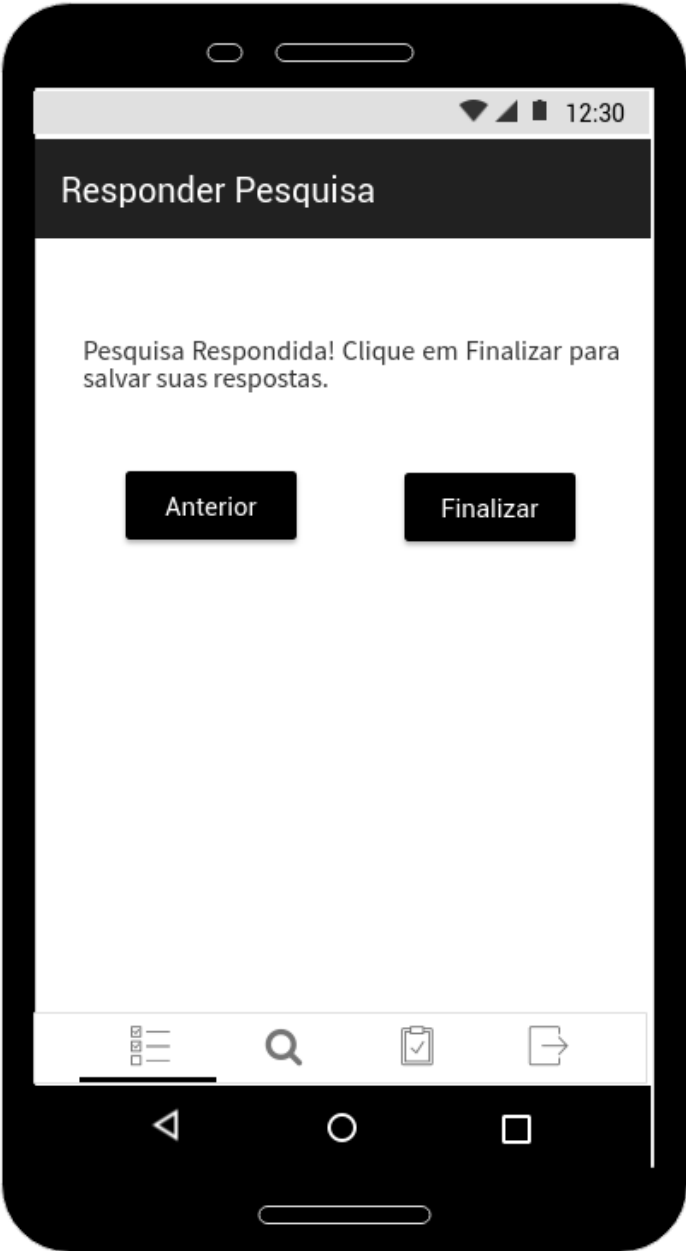 12:30
Responder Pesquisa
Pesquisa Respondida! Clique em Finalizar para
salvar suas respostas.
Anterior
Finalizar